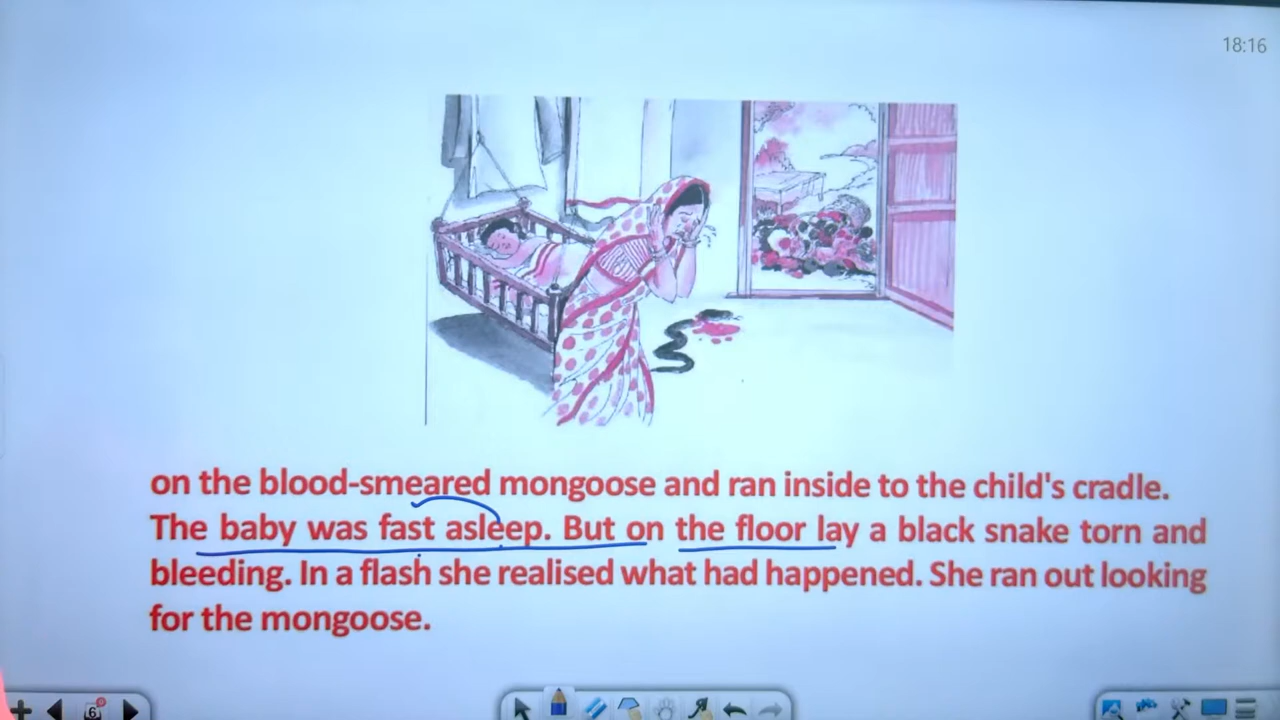 18:16
on the blood-smeared mongoose and ran inside to the child's cradle.
The baby was fast asleep. But on the floor lay a black snake torn and
bleeding. In a flash she realised what had happened. She ran out looking
for the mongoose.
6